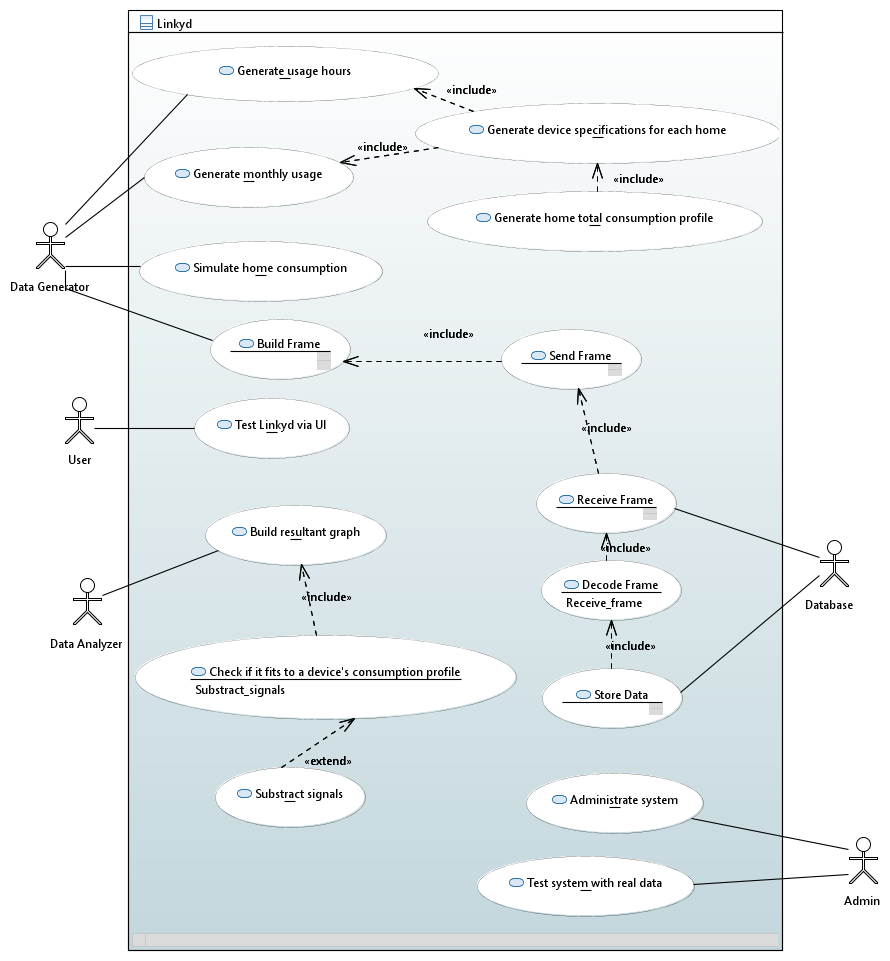 Linkyd
Generate usage hours
«include»
Generate device specifications for each home
«include»
Generate monthly usage
«include»
Generate home total consumption profile
Simulate home consumption
Data Generator
«include»
Build Frame
Send Frame
Test Linkyd via UI
«include»
User
Receive Frame
Build resultant graph
«include»
Decode Frame
Receive_frame
«include»
Database
Data Analyzer
«include»
Check if it fits to a device's consumption profile
Substract_signals
Store Data
«extend»
Substract signals
Administrate system
Test system with real data
Admin